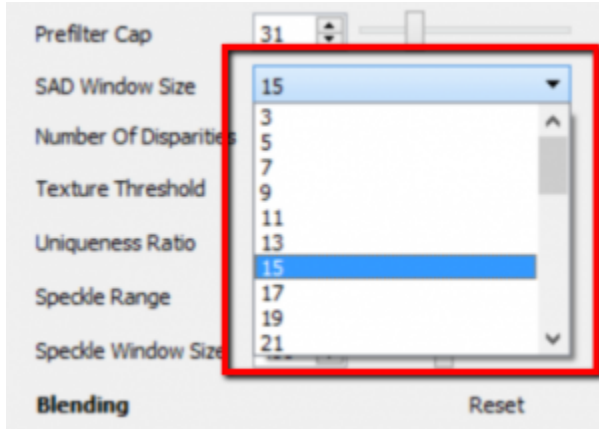 Prefilter Cap 31
SAD Window Size 15
3
Number Of Disparities 5
7
Texture Threshold 9
11
Uniqueness Ratio 13
15
Speckle Range 17
19
Speckle Window Size 21
Blending Reset